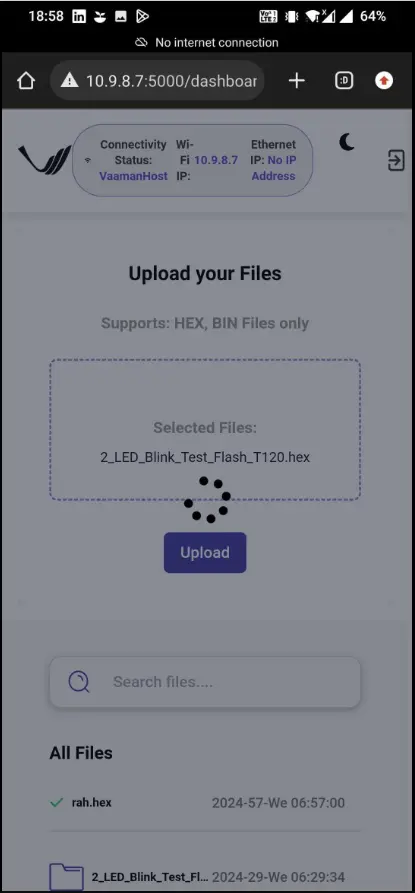 18:58
64%
No internet connection
10.9.8.7:5000/dashboar
:D
Connectivity Status: VaamanHost
Wi-Fi IP: 10.9.8.7
Ethernet IP: No IP Address
Upload your Files
Supports: HEX, BIN Files only
Selected Files:
2_LED_Blink_Test_Flash_T120.hex
Upload
Search files....
All Files
rah.hex 2024-57-We 06:57:00
2_LED_Blink_Test_Fl... 2024-29-We 06:29:34